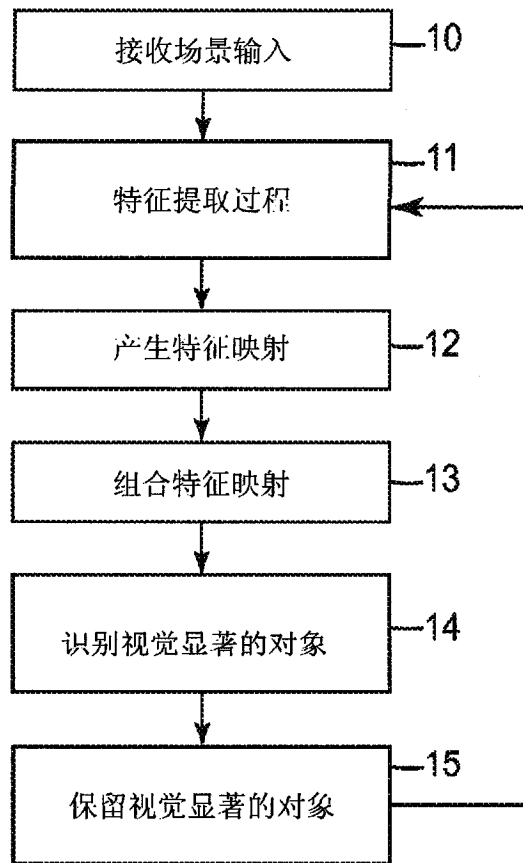 接收场景输入
10
特征提取过程
11
产生特征映射
12
组合特征映射
13
识别视觉显著的对象
14
保留视觉显著的对象
15